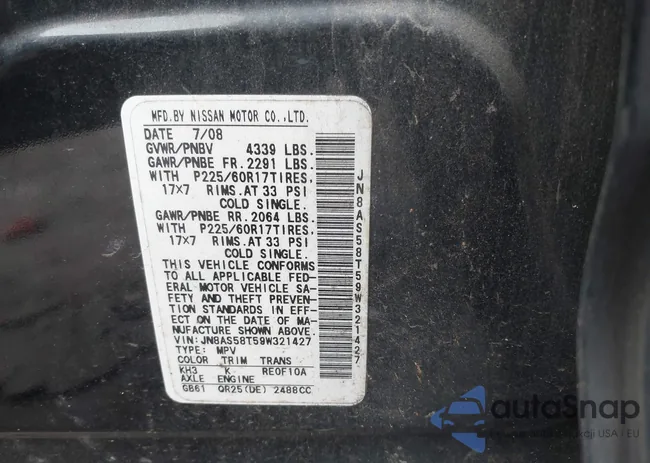 MFD.BY NISSAN MOTOR CO.,LTD.
DATE 7/08
GVWR/PNBV 4339 LBS.
GAWR/PNBE FR.2291 LBS.
WITH P225/60R17TIRES,
17x7 RIMS.AT 33 PSI
COLD SINGLE.
GAWR/PNBE RR.2064 LBS.
WITH P225/60R17TIRES,
17x7 RIMS.AT 33 PSI
COLD SINGLE.
THIS VEHICLE CONFORMS
TO ALL APPLICABLE FED-
ERAL MOTOR VEHICLE SA-
FETY AND THEFT PREVEN-
TION STANDARDS IN EFF-
ECT ON THE DATE OF MA-
NUFACTURE SHOWN ABOVE.
VIN:JN8AS58T59W321427
TYPE: MPV
COLOR TRIM TRANS
KH3 K RE0F10A
AXLE ENGINE
GB61 QR25(DE) 2488CC
JN8AS58T59W321427
autoSnap
USA - EU